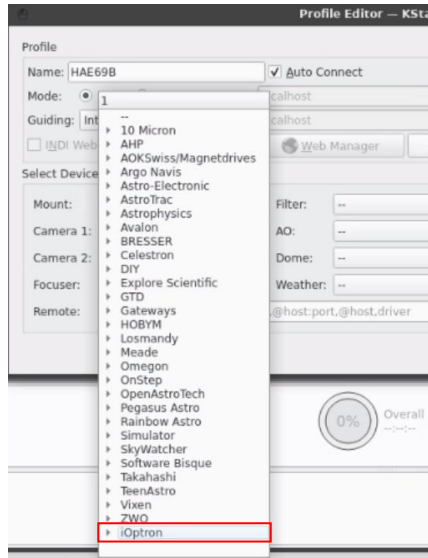 Profile Editor — KSta
Profile
Name: HAE69B
Auto Connect
Mode:
calhost
Guiding: Int
calhost
INDI Web
Web Manager
Select Device
1
--
10 Micron
AHP
AOKSwiss/Magnetdrives
Argo Navis
Astro-Electronic
AstroTrac
Astrophysics
Avalon
BRESSER
Celestron
DIY
Explore Scientific
GTD
Gateways
HOBYM
Losmandy
Meade
Omegon
OnStep
OpenAstroTech
Pegasus Astro
Rainbow Astro
Simulator
SkyWatcher
Software Bisque
Takahashi
TeenAstro
Vixen
ZWO
iOptron
Mount:
Filter: --
Camera 1:
AO: --
Camera 2:
Dome: --
Focuser:
Weather: --
Remote:
,@host:port,@host,driver
0%
Overall
--:--:--